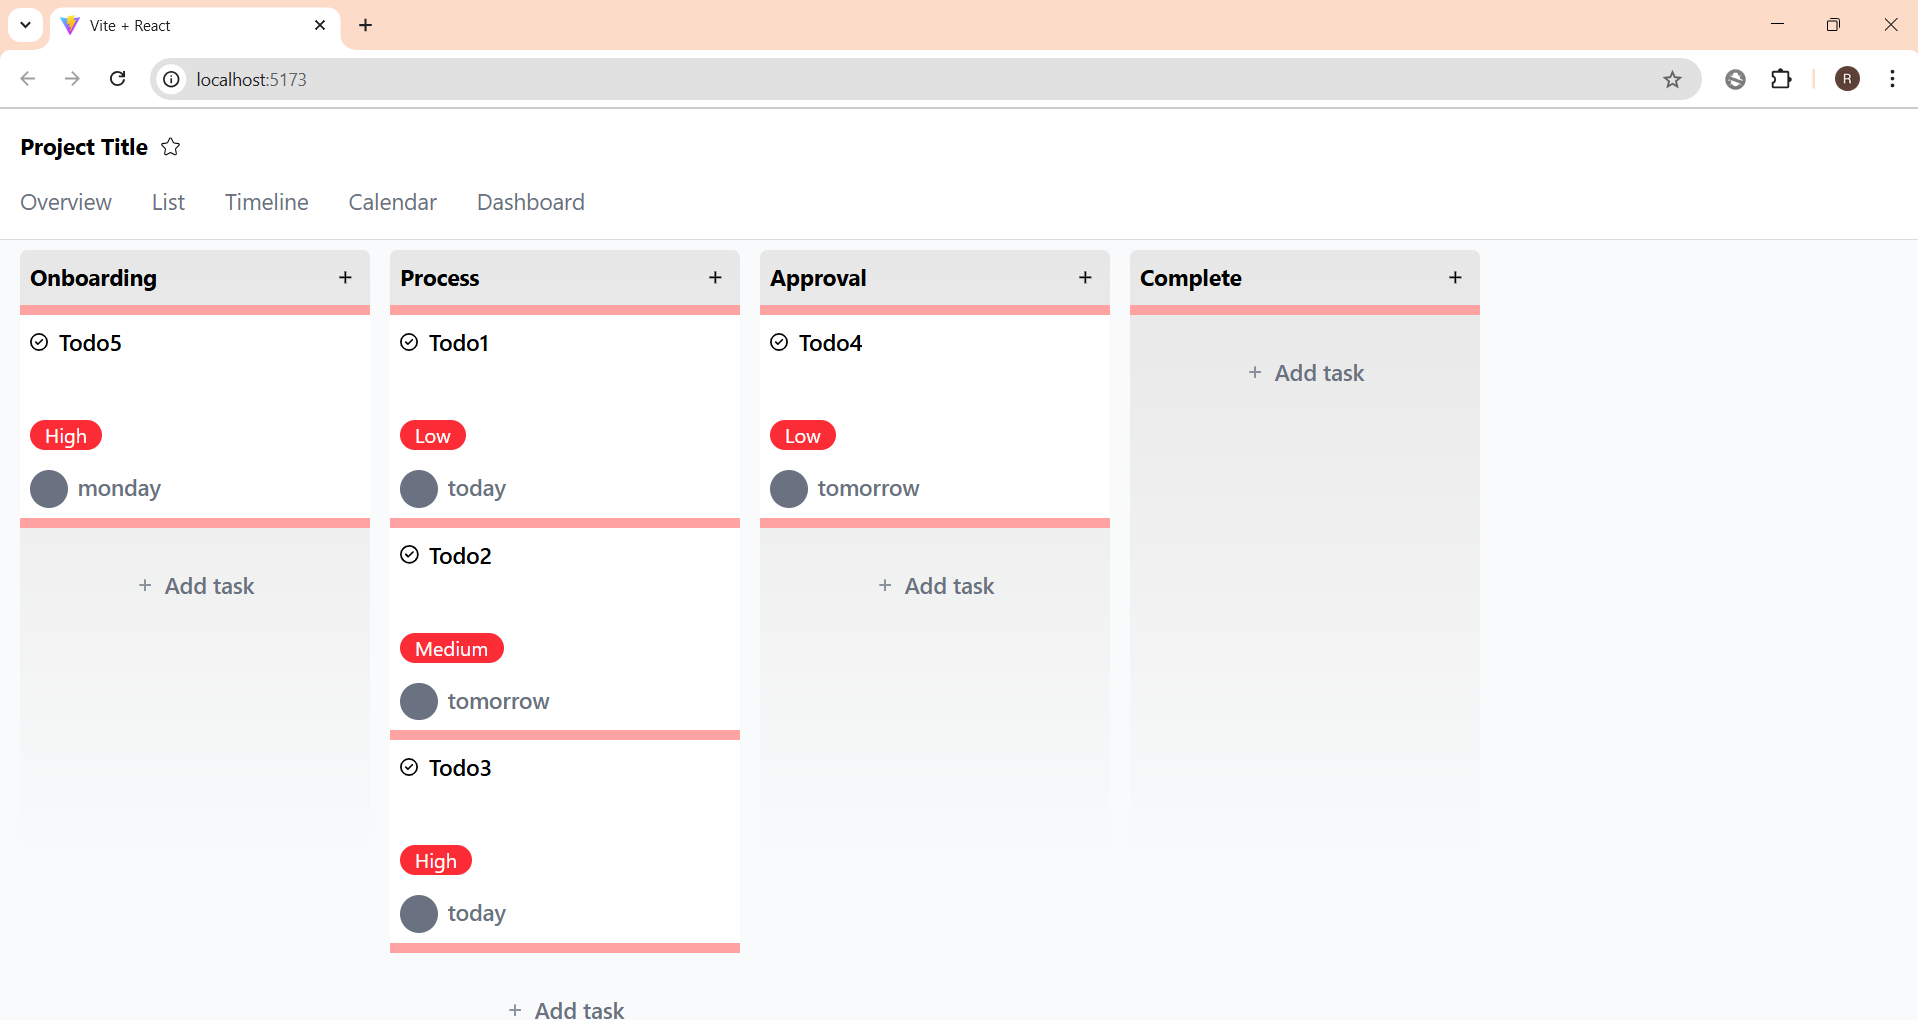 Vite + React
localhost:5173
R
Project Title
Overview List Timeline Calendar Dashboard
Onboarding +
Todo5
High
monday
+ Add task
Process +
Todo1
Low
today
Todo2
Medium
tomorrow
Todo3
High
today
+ Add task
Approval +
Todo4
Low
tomorrow
+ Add task
Complete +
+ Add task